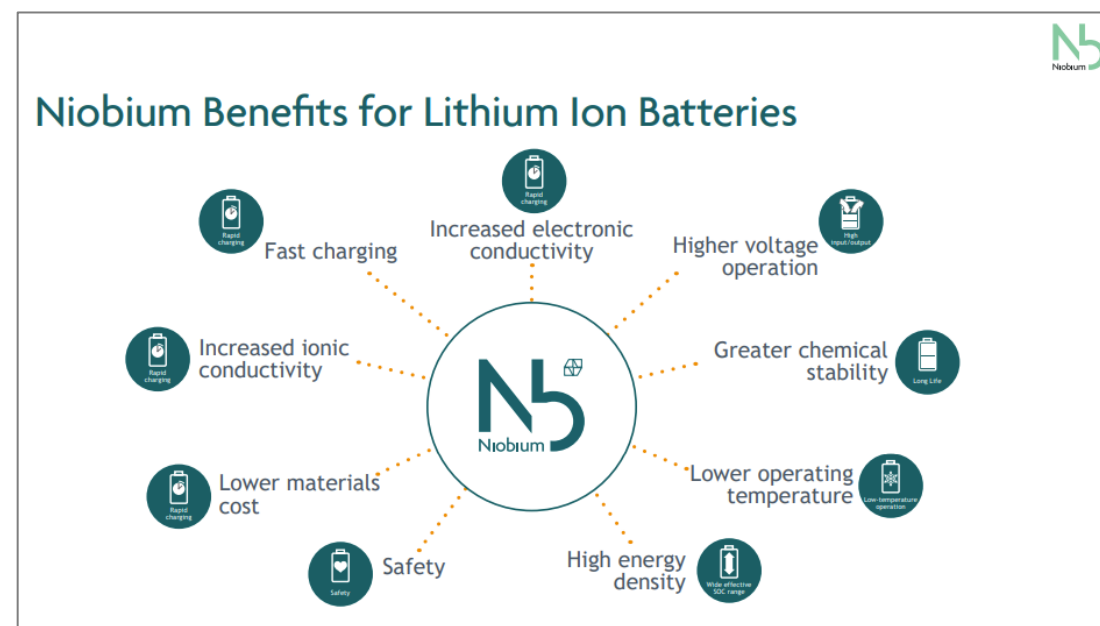 Nb
Niobium
Niobium Benefits for Lithium Ion Batteries
Rapid
charging
Increased electronic
conductivity
Rapid
charging
Fast charging
High
input/output
Higher voltage
operation
Rapid
charging
Increased ionic
conductivity
Nb
Niobium
Greater chemical
stability
Long Life
Rapid
charging
Lower materials
cost
Lower operating
temperature
Low-temperature
operation
Safety
Safety
High energy
density
Wide effective
SOC range